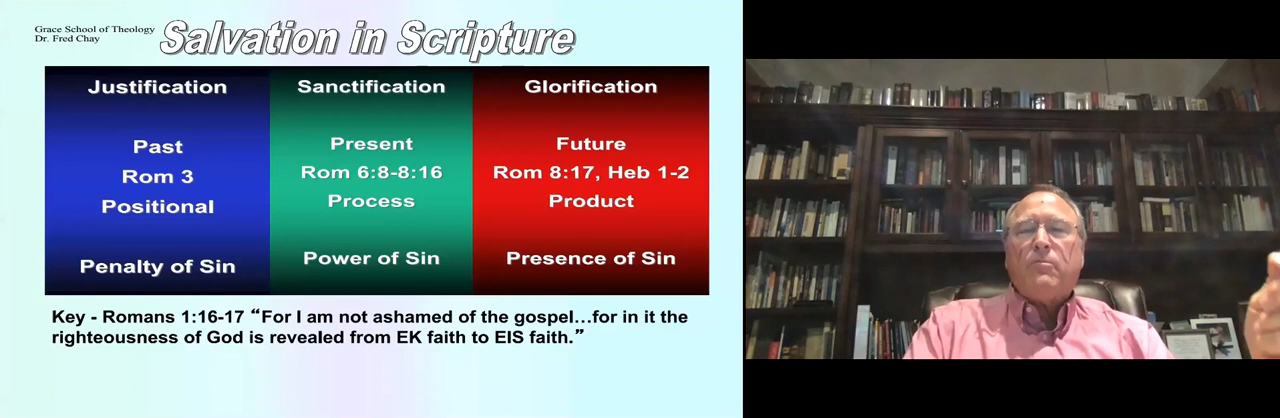 Grace School of Theology
Dr. Fred Chay
Salvation in Scripture
Justification
Past
Rom 3
Positional
Penalty of Sin
Sanctification
Present
Rom 6:8-8:16
Process
Power of Sin
Glorification
Future
Rom 8:17, Heb 1-2
Product
Presence of Sin
Key - Romans 1:16-17 “For I am not ashamed of the gospel…for in it the
righteousness of God is revealed from EK faith to EIS faith.”